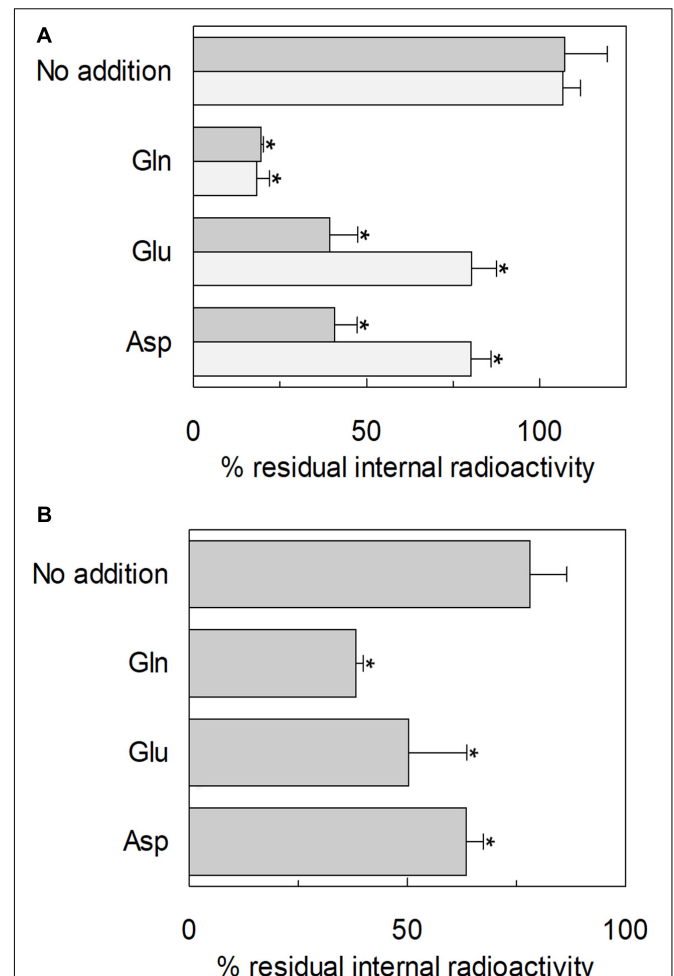 A
No addition
*
Gln
*
*
Glu
*
*
Asp
*
*
0 50 100
% residual internal radioactivity
B
No addition
Gln
*
Glu
*
Asp
*
0 50 100
% residual internal radioactivity